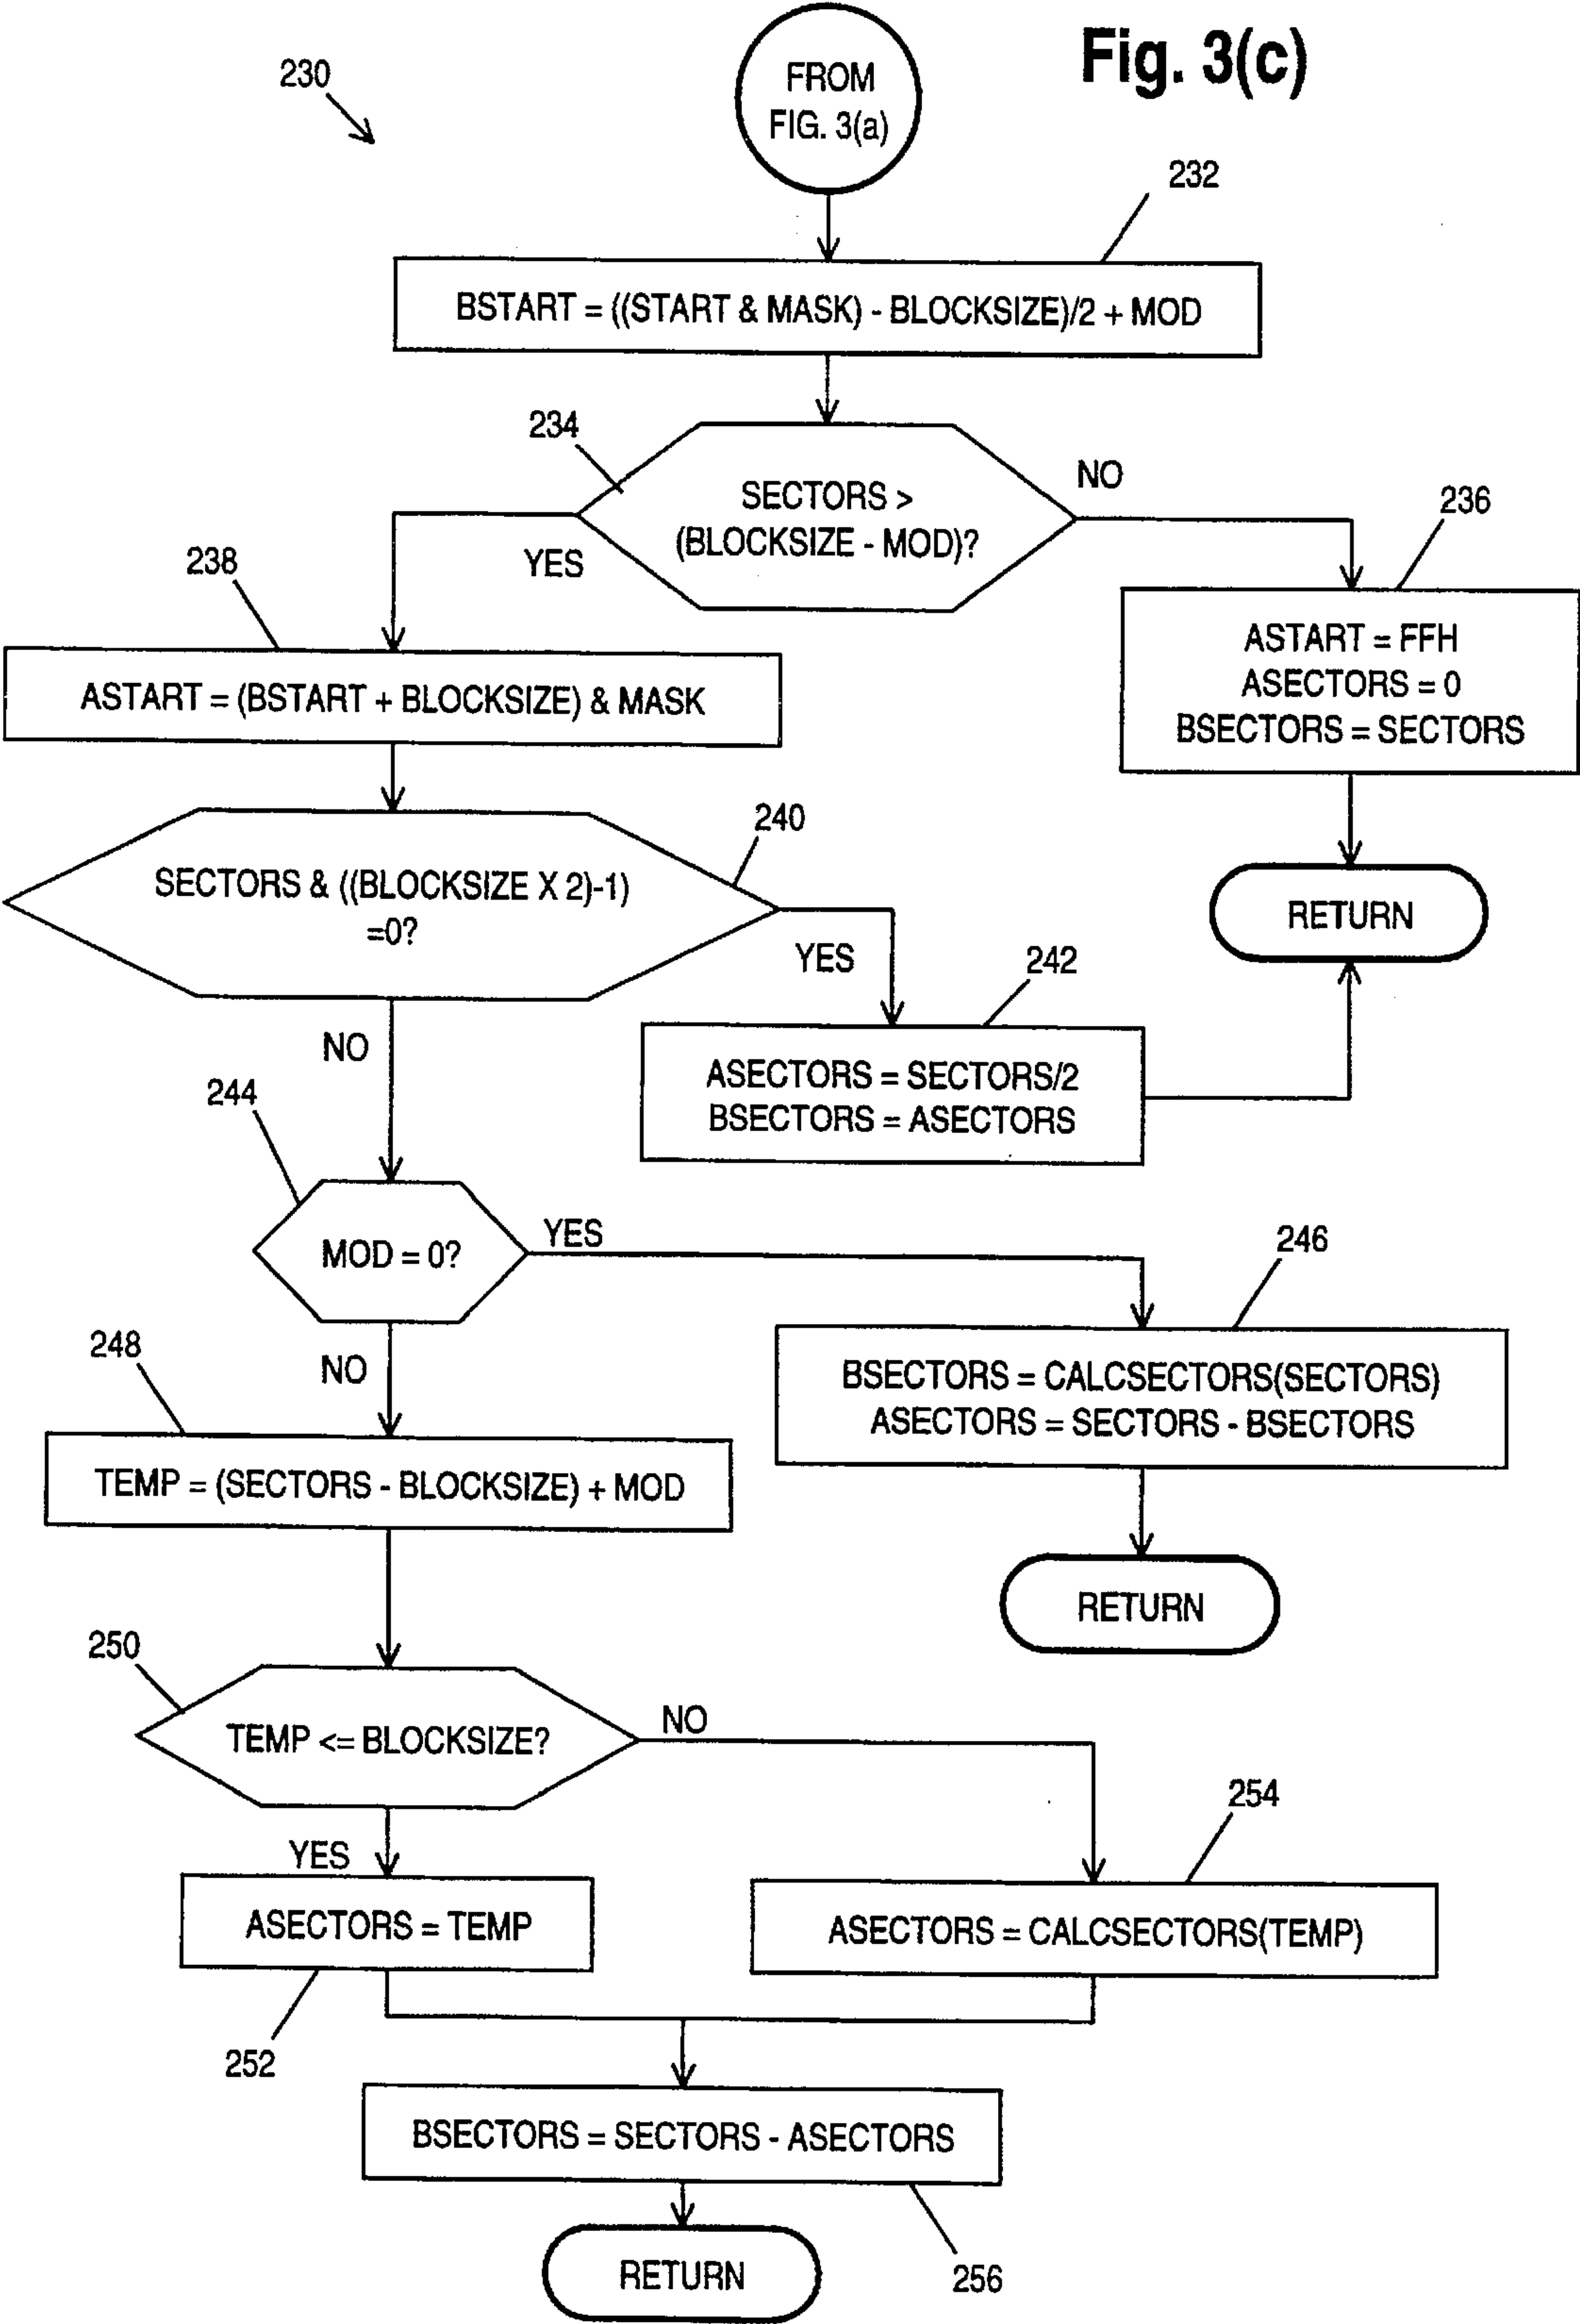 Fig. 3(c)
230
FROM
FIG. 3(a)
232
BSTART = ((START & MASK) - BLOCKSIZE)/2 + MOD
234
SECTORS >
(BLOCKSIZE - MOD)?
NO
YES
236
ASTART = FFH
ASECTORS = 0
BSECTORS = SECTORS
238
ASTART = (BSTART + BLOCKSIZE) & MASK
240
SECTORS & ((BLOCKSIZE X 2)-1)
=0?
RETURN
YES
242
NO
ASECTORS = SECTORS/2
BSECTORS = ASECTORS
244
MOD = 0?
YES
246
NO
BSECTORS = CALCSECTORS(SECTORS)
ASECTORS = SECTORS - BSECTORS
248
TEMP = (SECTORS - BLOCKSIZE) + MOD
RETURN
250
TEMP <= BLOCKSIZE?
NO
YES
254
ASECTORS = TEMP
ASECTORS = CALCSECTORS(TEMP)
252
BSECTORS = SECTORS - ASECTORS
RETURN
256